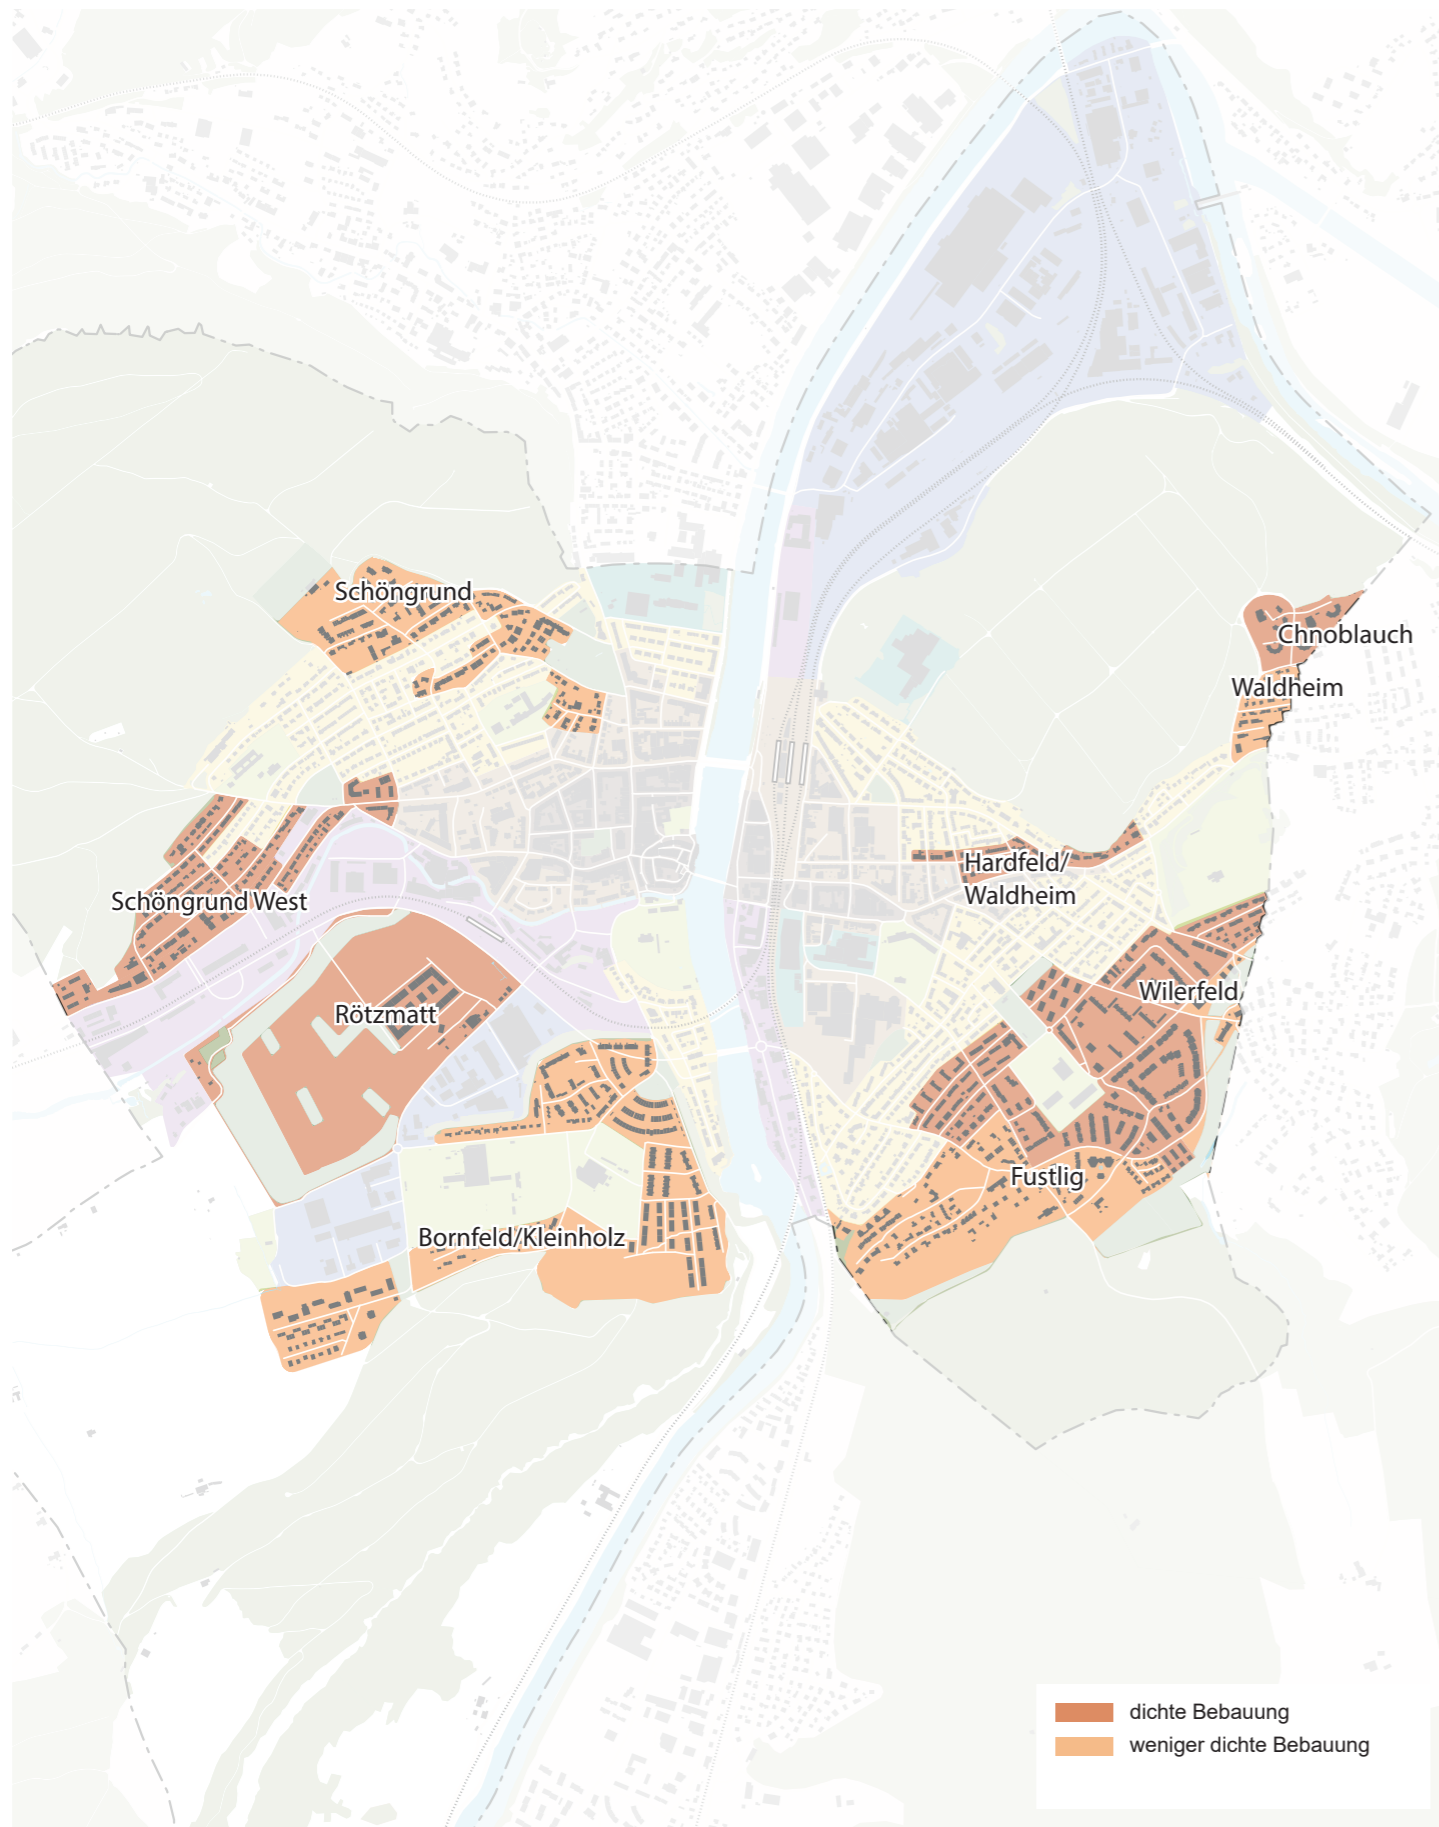 Schöngrund
Chnoblauch
Waldheim
Hardfeld/
Waldheim
Schöngrund West
Wilerfeld
Rötzmatt
Fustlig
Bornfeld/Kleinholz
dichte Bebauung
weniger dichte Bebauung